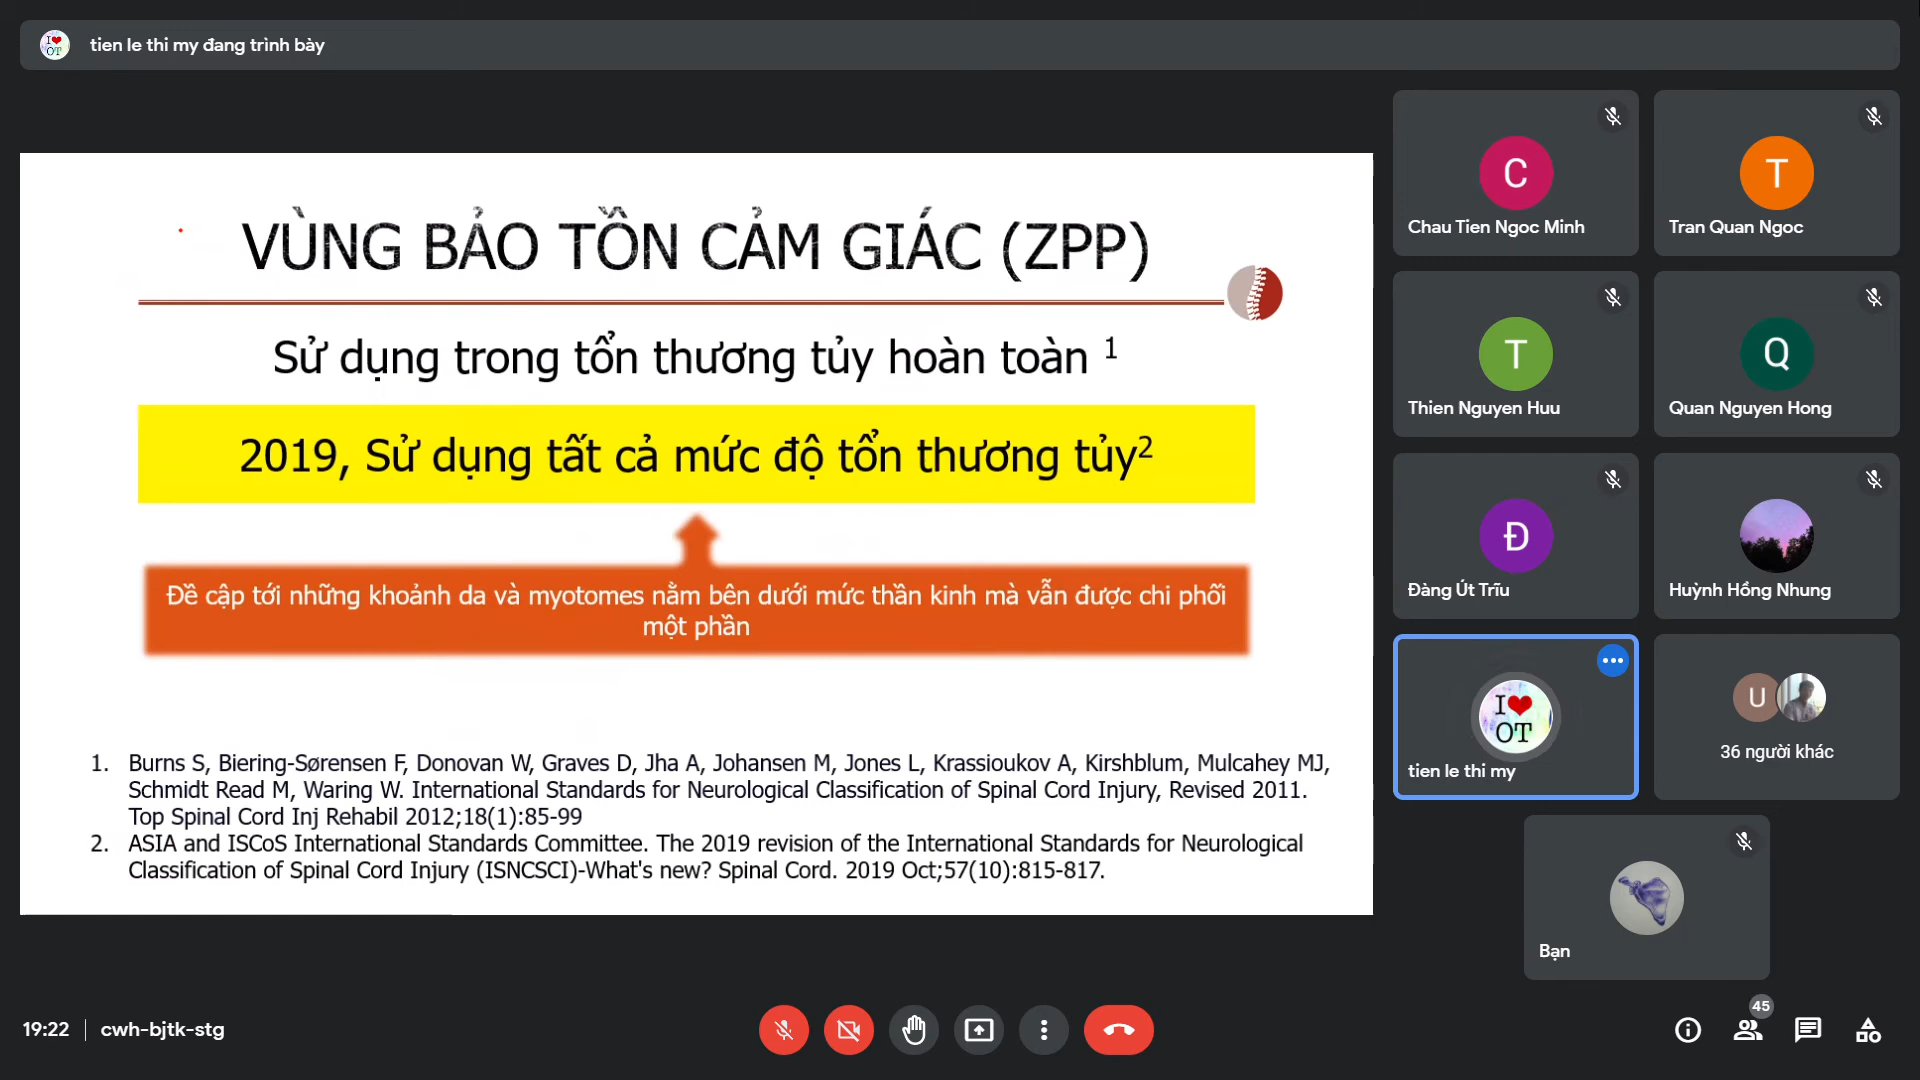 tien le thi my đang trình bày
VÙNG BẢO TỒN CẢM GIÁC (ZPP)
Sử dụng trong tổn thương tủy hoàn toàn ¹
2019, Sử dụng tất cả mức độ tổn thương tủy²
Đề cập tới những khoảnh da và myotomes nằm bên dưới mức thần kinh mà vẫn được chi phối
một phần
1. Burns S, Biering-Sørensen F, Donovan W, Graves D, Jha A, Johansen M, Jones L, Krassioukov A, Kirshblum, Mulcahey MJ,
Schmidt Read M, Waring W. International Standards for Neurological Classification of Spinal Cord Injury, Revised 2011.
Top Spinal Cord Inj Rehabil 2012;18(1):85-99
2. ASIA and ISCoS International Standards Committee. The 2019 revision of the International Standards for Neurological
Classification of Spinal Cord Injury (ISNCSCI)-What's new? Spinal Cord. 2019 Oct;57(10):815-817.
C
Chau Tien Ngoc Minh
T
Tran Quan Ngoc
T
Thien Nguyen Huu
Q
Quan Nguyen Hong
Đ
Đàng Út Trĩu
Huỳnh Hồng Nhung
I ❤ OT
tien le thi my
U
36 người khác
Bạn
19:22 | cwh-bjtk-stg
45